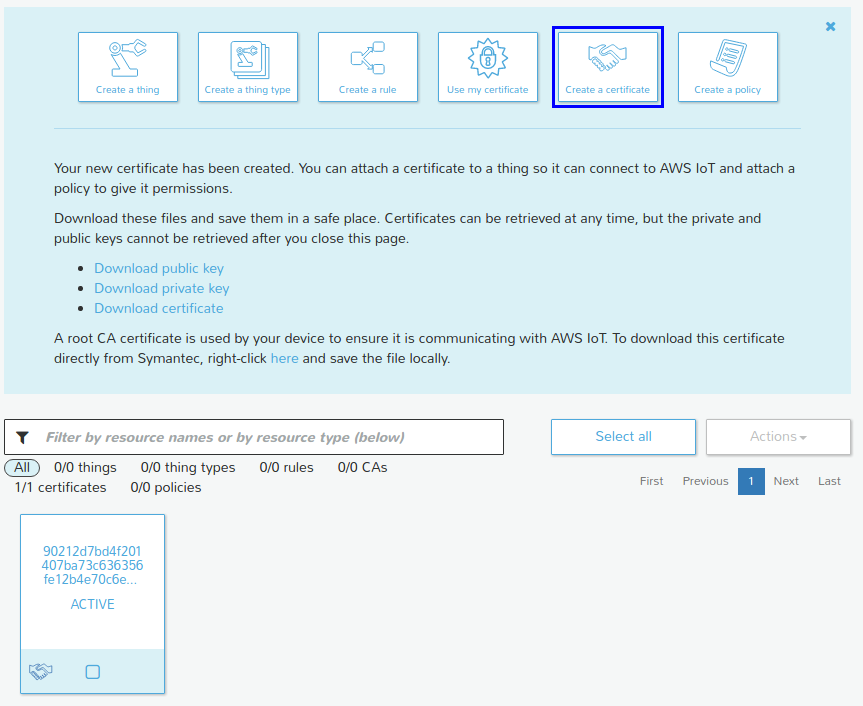 Create a thing
Create a thing type
Create a rule
Use my certificate
Create a certificate
Create a policy
Your new certificate has been created. You can attach a certificate to a thing so it can connect to AWS IoT and attach a
policy to give it permissions.
Download these files and save them in a safe place. Certificates can be retrieved at any time, but the private and
public keys cannot be retrieved after you close this page.
Download public key
Download private key
Download certificate
A root CA certificate is used by your device to ensure it is communicating with AWS IoT. To download this certificate
directly from Symantec, right-click here and save the file locally.
Filter by resource names or by resource type (below)
Select all
Actions
All 0/0 things 0/0 thing types 0/0 rules 0/0 CAs
1/1 certificates 0/0 policies
First Previous 1 Next Last
90212d7bd4f201
407ba73c636356
fe12b4e70c6e...
ACTIVE